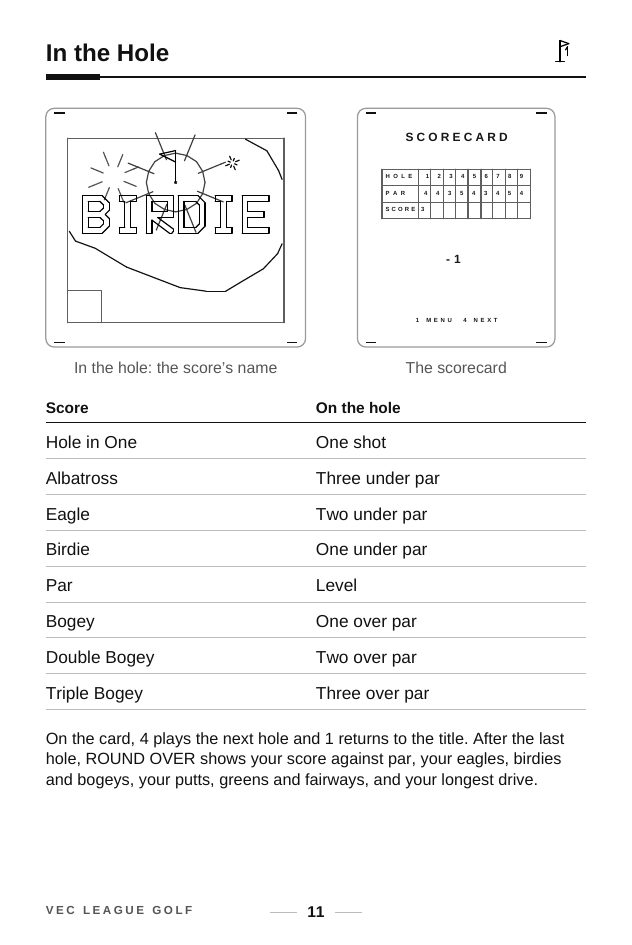 In the Hole
1
BIRDIE
SCORECARD
HOLE 1 2 3 4 5 6 7 8 9
PAR 4 4 3 5 4 3 4 5 4
SCORE 3
-1
1 MENU 4 NEXT
In the hole: the score’s name
The scorecard
Score On the hole
Hole in One One shot
Albatross Three under par
Eagle Two under par
Birdie One under par
Par Level
Bogey One over par
Double Bogey Two over par
Triple Bogey Three over par
On the card, 4 plays the next hole and 1 returns to the title. After the last
hole, ROUND OVER shows your score against par, your eagles, birdies
and bogeys, your putts, greens and fairways, and your longest drive.
VEC LEAGUE GOLF
11